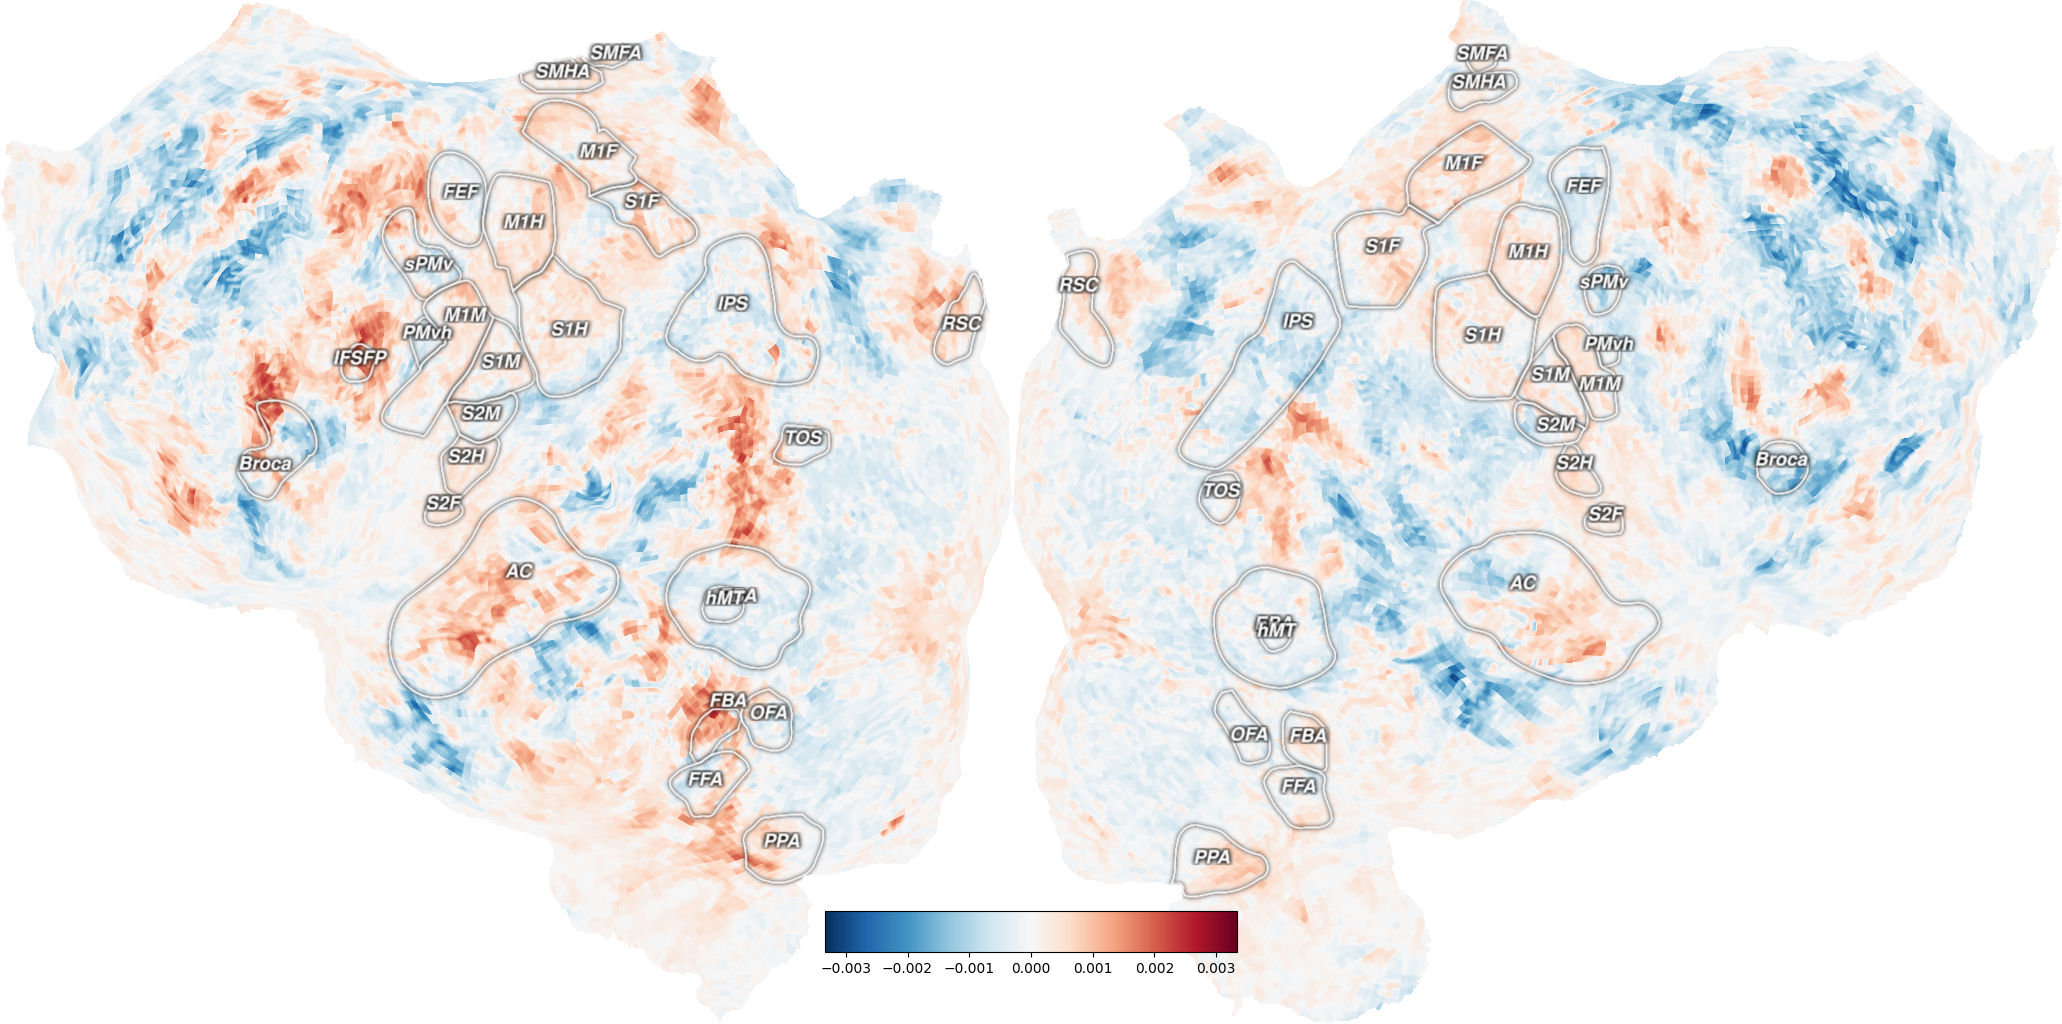 SMFA
SMHA
M1F
FEF
M1H
S1F
sPMv
IPS
M1M
PMvh
S1H
RSC
IFSFP
S1M
S2M
TOS
Broca
S2H
S2F
AC
hMT
FBA
OFA
FFA
PPA
SMFA
SMHA
M1F
FEF
S1F
M1H
RSC
sPMv
IPS
S1H
PMvh
S1M
M1M
S2M
Broca
S2H
TOS
S2F
AC
hMT
OFA
FBA
FFA
PPA
−0.003 −0.002 −0.001 0.000 0.001 0.002 0.003